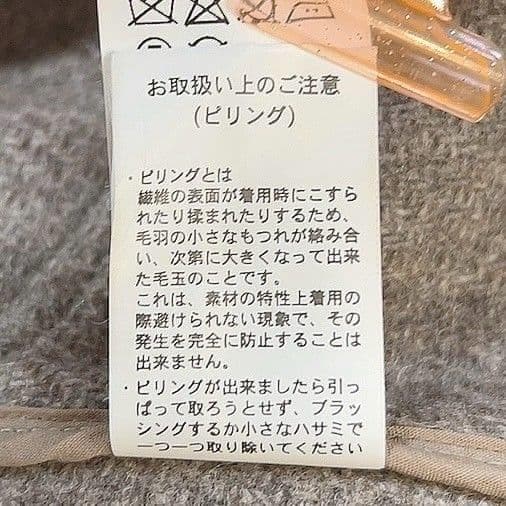 お取扱い上のご注意
(ピリング)
・ピリングとは
繊維の表面が着用時にこすら
れたり揉まれたりするため、
毛羽の小さなもつれが絡み合
い、次第に大きくなって出来
た毛玉のことです。
これは、素材の特性上着用の
際避けられない現象で、その
発生を完全に防止することは
出来ません。
・ピリングが出来ましたら引っ
ぱって取ろうとせず、ブラッ
シングするか小さなハサミで
一つ一つ取り除いてください